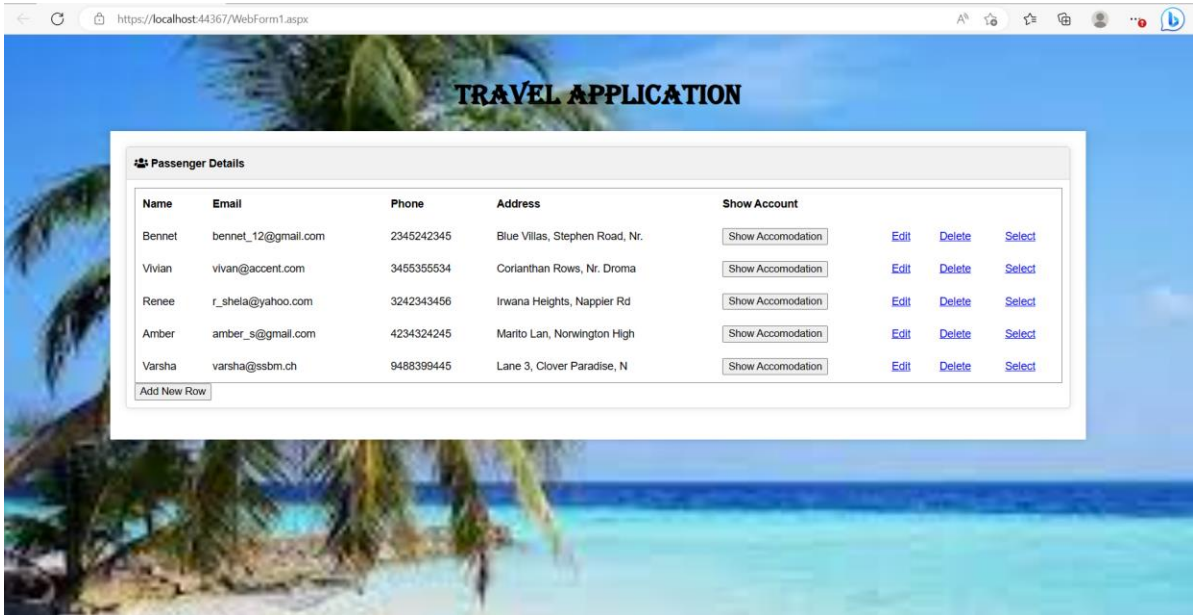 https://localhost:44367/WebForm1.aspx
TRAVEL APPLICATION
Passenger Details
Name Email Phone Address Show Account
Bennet bennet_12@gmail.com 2345242345 Blue Villas, Stephen Road, Nr. Show Accomodation Edit Delete Select
Vivian vivan@accent.com 3455355534 Corianthan Rows, Nr. Droma Show Accomodation Edit Delete Select
Renee r_shela@yahoo.com 3242343456 Irwana Heights, Nappier Rd Show Accomodation Edit Delete Select
Amber amber_s@gmail.com 4234324245 Marito Lan, Norwington High Show Accomodation Edit Delete Select
Varsha varsha@ssbm.ch 9488399445 Lane 3, Clover Paradise, N Show Accomodation Edit Delete Select
Add New Row